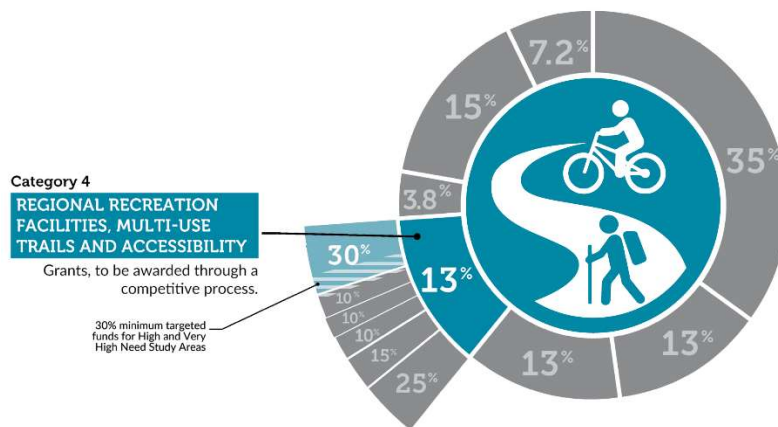 7.2%
15%
35%
3.8%
Category 4
REGIONAL RECREATION
FACILITIES, MULTI-USE
TRAILS AND ACCESSIBILITY
Grants, to be awarded through a
competitive process.
30%
13%
30% minimum targeted
funds for High and Very
High Need Study Areas
10%
10%
10%
15%
25%
13%
13%